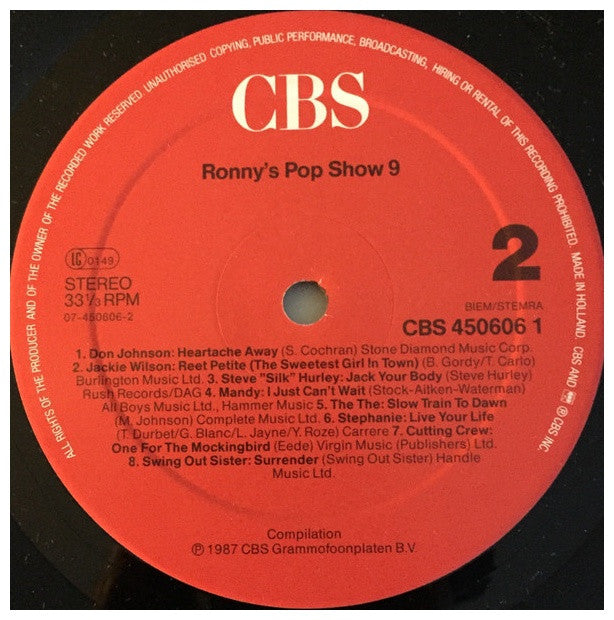 ALL RIGHTS OF THE PRODUCER AND OF THE OWNER OF THE RECORDED WORK RESERVED. UNAUTHORISED COPYING, PUBLIC PERFORMANCE, BROADCASTING, HIRING OR RENTAL OF THIS RECORDING PROHIBITED. MADE IN HOLLAND. CBS AND ℗ CBS INC.
CBS
Ronny's Pop Show 9
LC 0149
STEREO
33⅓ RPM
07-450606-2
2
BIEM/STEMRA
CBS 450606 1
1. Don Johnson: Heartache Away (S. Cochran) Stone Diamond Music Corp.
2. Jackie Wilson: Reet Petite (The Sweetest Girl In Town) (B. Gordy/T. Carlo)
Burlington Music Ltd. 3. Steve "Silk" Hurley: Jack Your Body (Steve Hurley)
Rush Records/DAG 4. Mandy: I Just Can't Wait (Stock-Aitken-Waterman)
All Boys Music Ltd., Hammer Music 5. The The: Slow Train To Dawn
(M. Johnson) Complete Music Ltd. 6. Stephanie: Live Your Life
(T. Durbet/G. Blanc/L. Jayne/Y. Roze) Carrere 7. Cutting Crew:
One For The Mockingbird (Eede) Virgin Music (Publishers) Ltd.
8. Swing Out Sister: Surrender (Swing Out Sister) Handle
Music Ltd.
Compilation
℗ 1987 CBS Grammofoonplaten B.V.